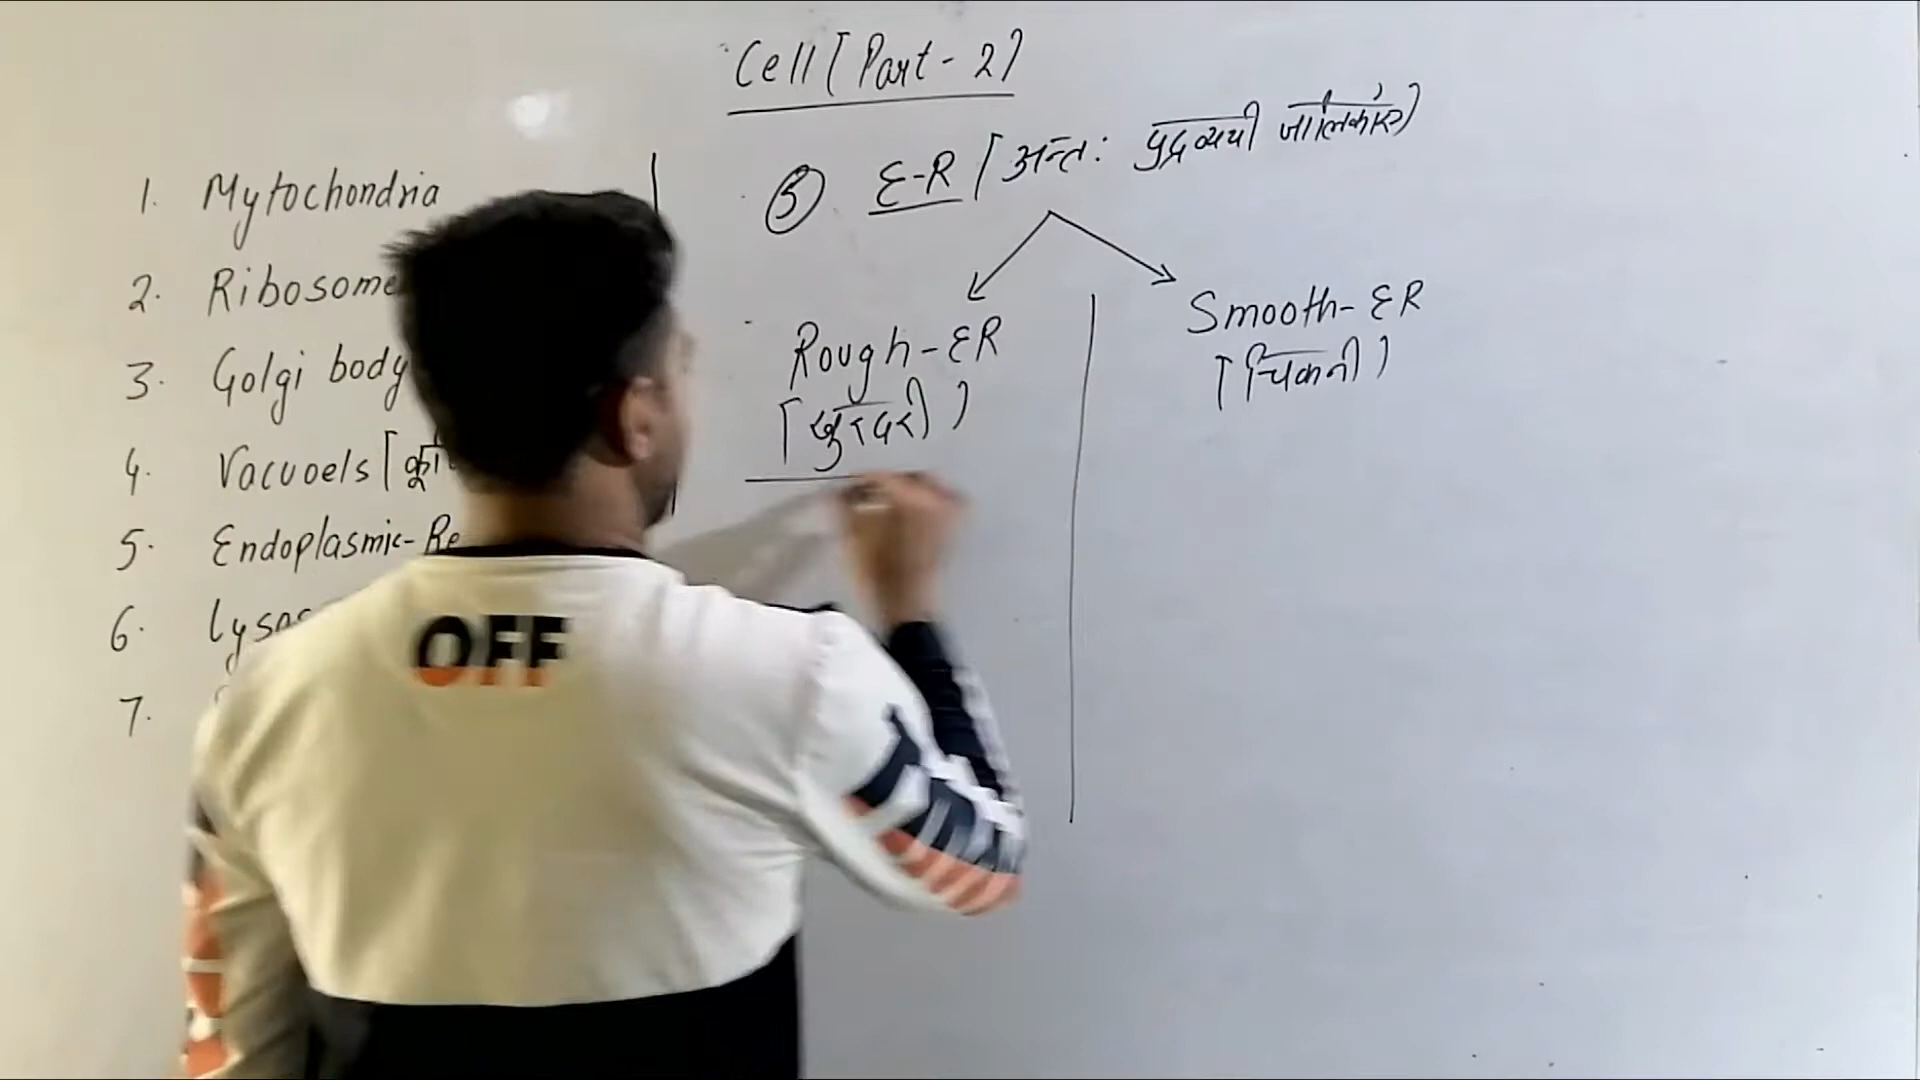 Cell [Part-2]
1. Mytochondria
2. Ribosome
3. Golgi body
4. Vacuoels
5. Endoplasmic-Re
6. Lyso
7.
5 E-R [अन्तः प्रद्रव्ययी जालिकाएं]
Rough-ER
[खुरदरी]
Smooth-ER
[चिकनी]
OFF